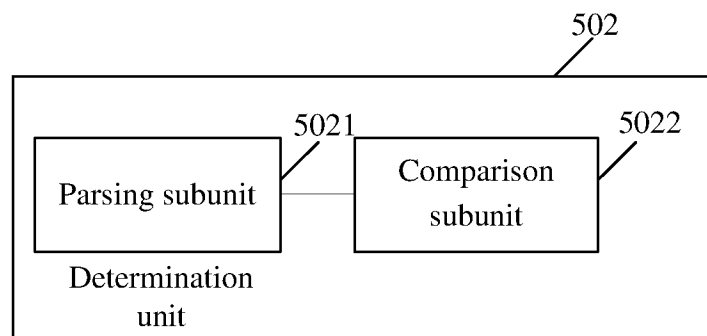 502
5021
5022
Parsing subunit
Comparison
subunit
Determination
unit